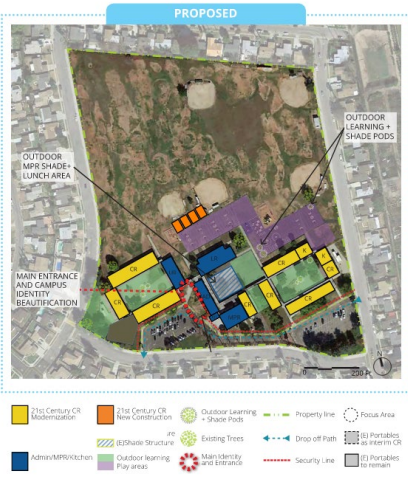 PROPOSED
OUTDOOR
LEARNING +
SHADE PODS
OUTDOOR
MPR SHADE+
LUNCH AREA
MAIN ENTRANCE
AND CAMPUS
IDENTITY
BEAUTIFICATION
CR
CR
CR
LIB
CR
CR
CR
CR
K
K
CR
0
200 Ft.
21st Century CR
Modernization
21st Century CR
New Construction
Outdoor Learning
+ Shade Pods
Property line
Focus Area
(E)Shade Structure
Existing Trees
Drop off Path
(E) Portables
as interim CR
Admin/MPR/Kitchen
Outdoor learning
Play areas
Main Identity
and Entrance
Security Line
(E) Portables
to remain